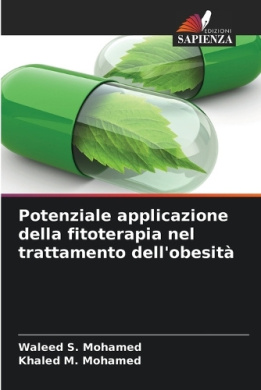 EDIZIONI
SAPIENZA
Potenziale applicazione
della fitoterapia nel
trattamento dell'obesità
Waleed S. Mohamed
Khaled M. Mohamed